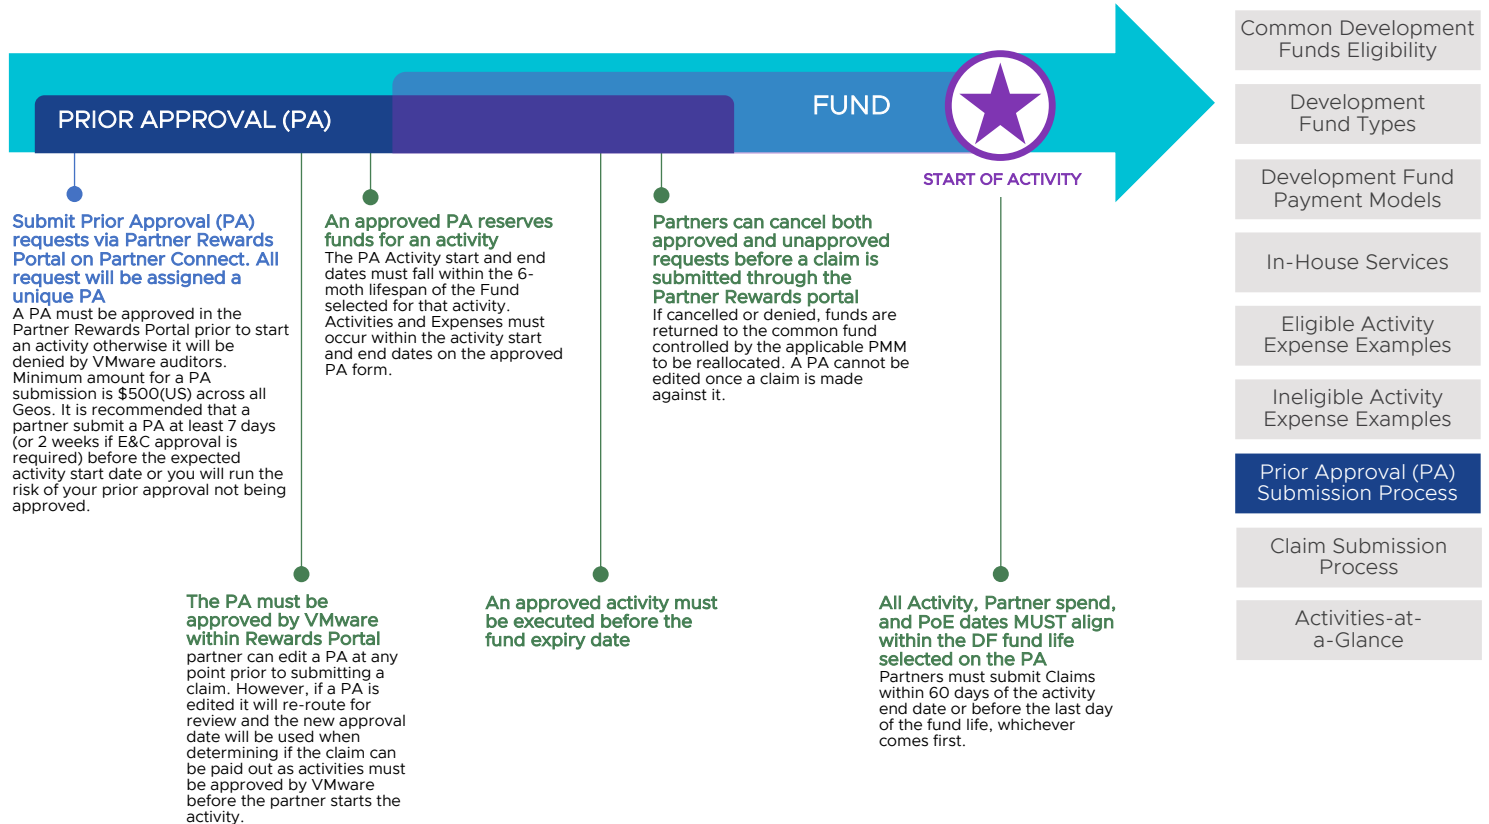 PRIOR APPROVAL (PA)
FUND
START OF ACTIVITY
Submit Prior Approval (PA)
requests via Partner Rewards
Portal on Partner Connect. All
request will be assigned a
unique PA
A PA must be approved in the
Partner Rewards Portal prior to start
an activity otherwise it will be
denied by VMware auditors.
Minimum amount for a PA
submission is $500(US) across all
Geos. It is recommended that a
partner submit a PA at least 7 days
(or 2 weeks if E&C approval is
required) before the expected
activity start date or you will run the
risk of your prior approval not being
approved.
The PA must be
approved by VMware
within Rewards Portal
partner can edit a PA at any
point prior to submitting a
claim. However, if a PA is
edited it will re-route for
review and the new approval
date will be used when
determining if the claim can
be paid out as activities must
be approved by VMware
before the partner starts the
activity.
An approved PA reserves
funds for an activity
The PA Activity start and end
dates must fall within the 6-
moth lifespan of the Fund
selected for that activity.
Activities and Expenses must
occur within the activity start
and end dates on the approved
PA form.
An approved activity must
be executed before the
fund expiry date
Partners can cancel both
approved and unapproved
requests before a claim is
submitted through the
Partner Rewards portal
If cancelled or denied, funds are
returned to the common fund
controlled by the applicable PMM
to be reallocated. A PA cannot be
edited once a claim is made
against it.
All Activity, Partner spend,
and PoE dates MUST align
within the DF fund life
selected on the PA
Partners must submit Claims
within 60 days of the activity
end date or before the last day
of the fund life, whichever
comes first.
Common Development
Funds Eligibility
Development
Fund Types
Development Fund
Payment Models
In-House Services
Eligible Activity
Expense Examples
Ineligible Activity
Expense Examples
Prior Approval (PA)
Submission Process
Claim Submission
Process
Activities-at-
a-Glance